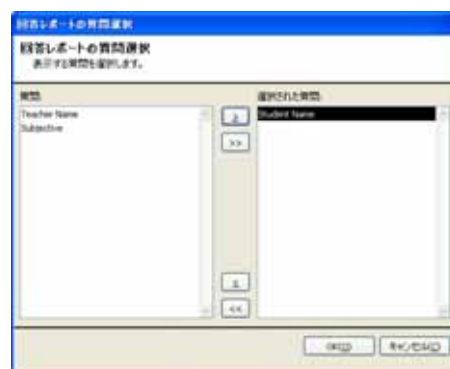 回答レポートの質問選択
回答レポートの質問選択
表示する質問を選択します。
質問:
選択された質問:
Teacher Name
Subjective
Student Name
>
>>
<
<<
OK(O)
キャンセル(C)